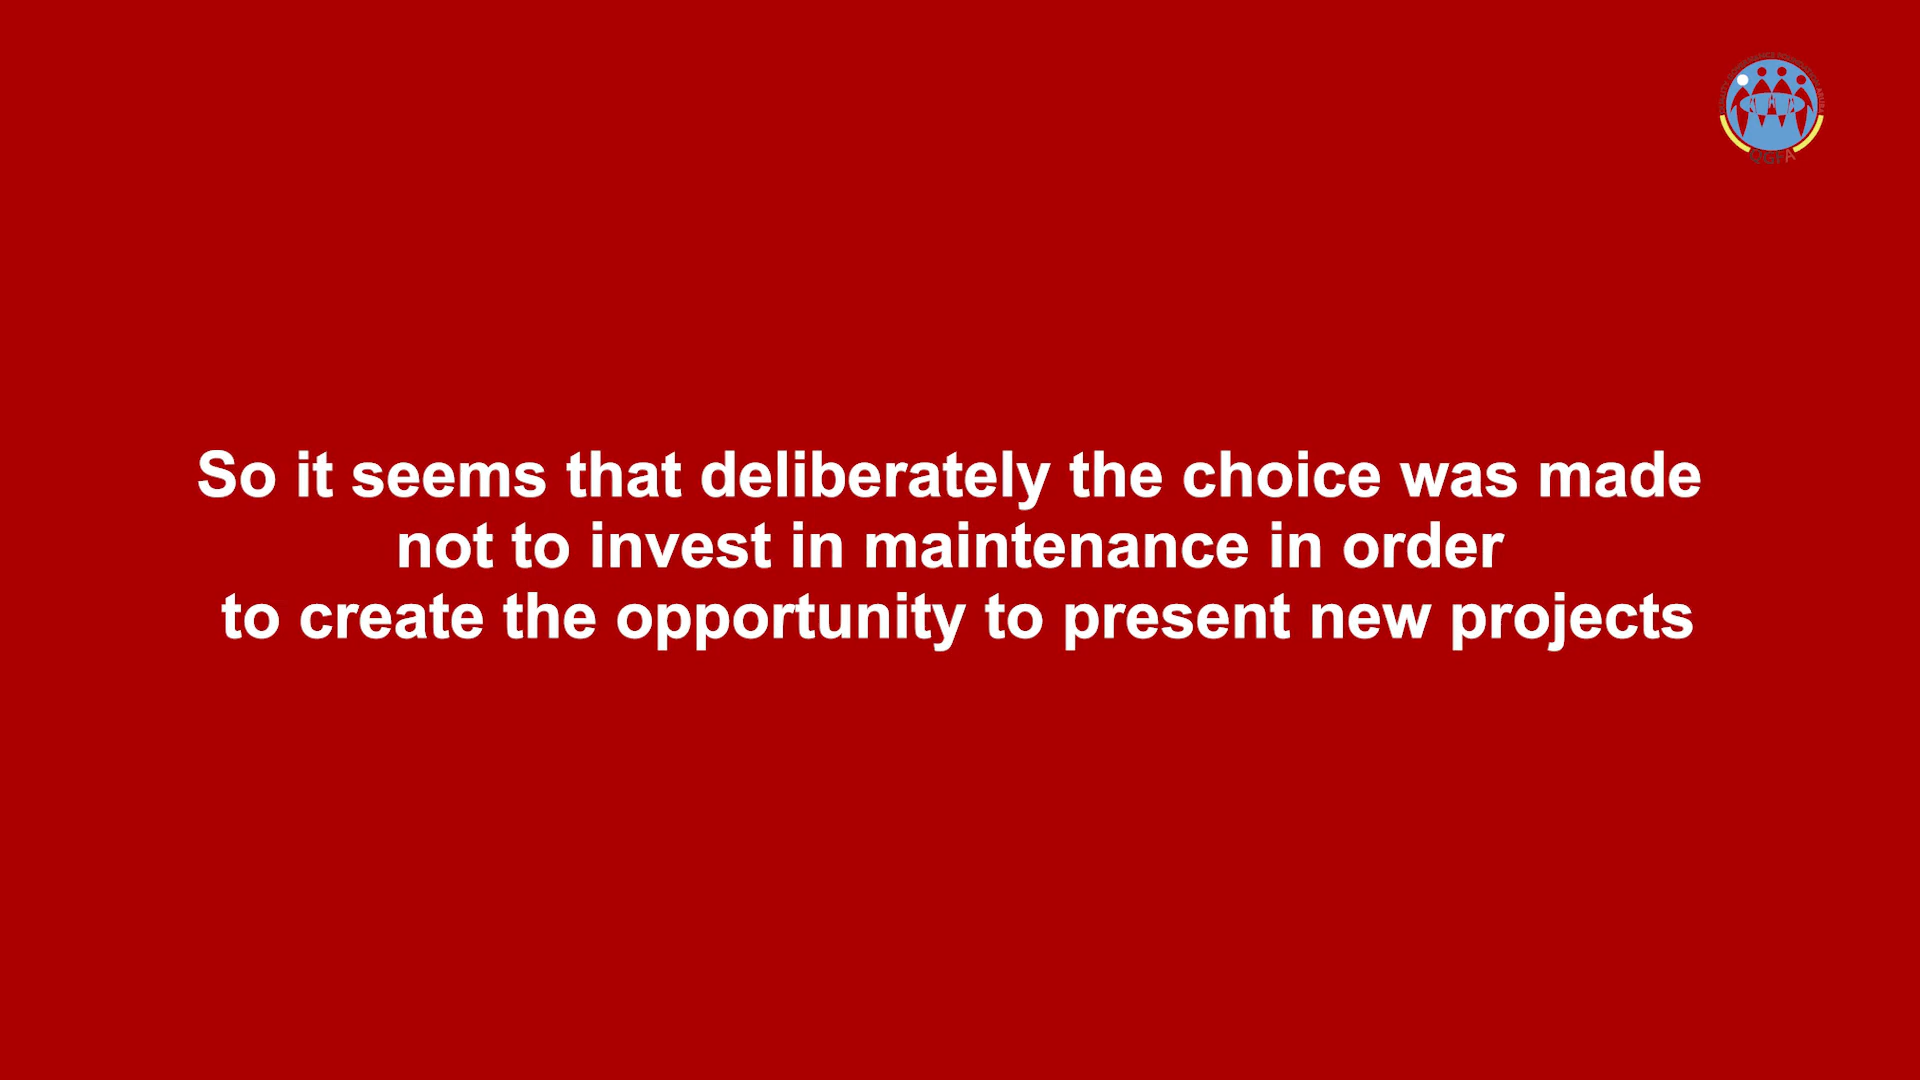 QGFA
So it seems that deliberately the choice was made
not to invest in maintenance in order
to create the opportunity to present new projects